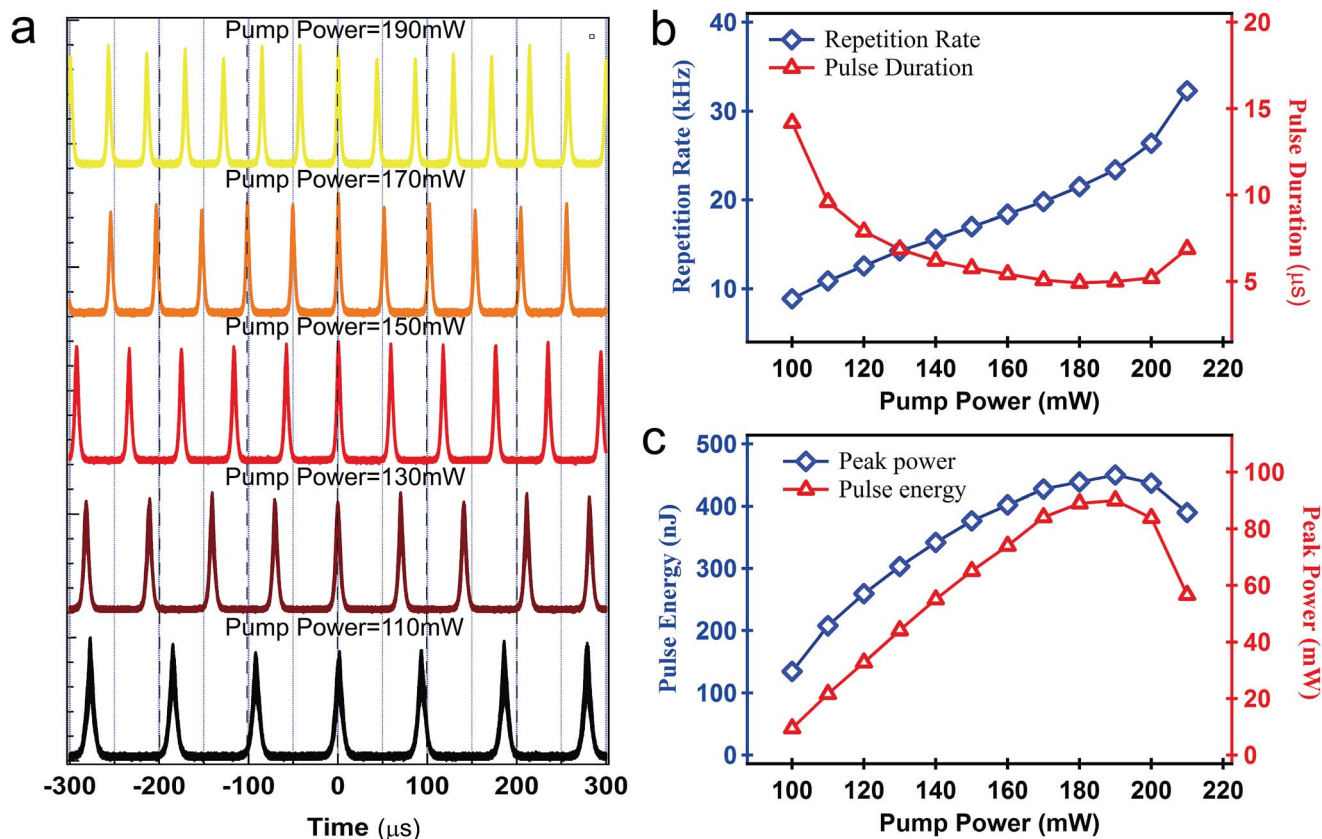 a
Pump Power=190mW
Pump Power=170mW
Pump Power=150mW
Pump Power=130mW
Pump Power=110mW
-300 -200 -100 0 100 200 300
Time (μs)
b
Repetition Rate
Pulse Duration
40
30
20
10
Repetition Rate (kHz)
20
15
10
5
Pulse Duration (μs)
100 120 140 160 180 200 220
Pump Power (mW)
c
Peak power
Pulse energy
500
400
300
200
100
0
Pulse Energy (nJ)
100
80
60
40
20
0
Peak Power (mW)
100 120 140 160 180 200 220
Pump Power (mW)